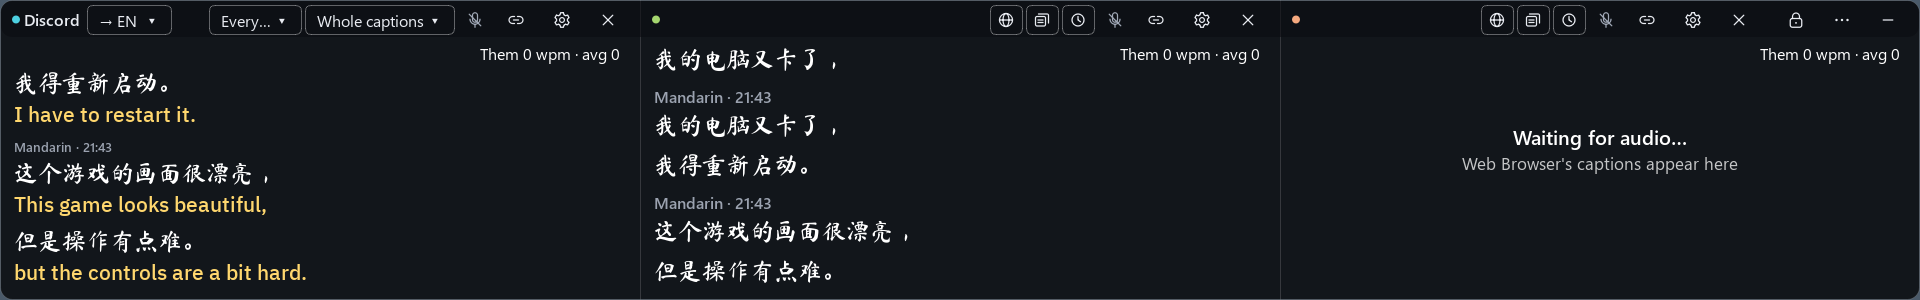 Discord
→ EN
Every...
Whole captions
Them 0 wpm · avg 0
我得重新启动。
I have to restart it.
Mandarin · 21:43
这个游戏的画面很漂亮，
This game looks beautiful,
但是操作有点难。
but the controls are a bit hard.
Them 0 wpm · avg 0
我的电脑又卡了，
Mandarin · 21:43
我的电脑又卡了，
我得重新启动。
Mandarin · 21:43
这个游戏的画面很漂亮，
但是操作有点难。
Them 0 wpm · avg 0
Waiting for audio...
Web Browser's captions appear here